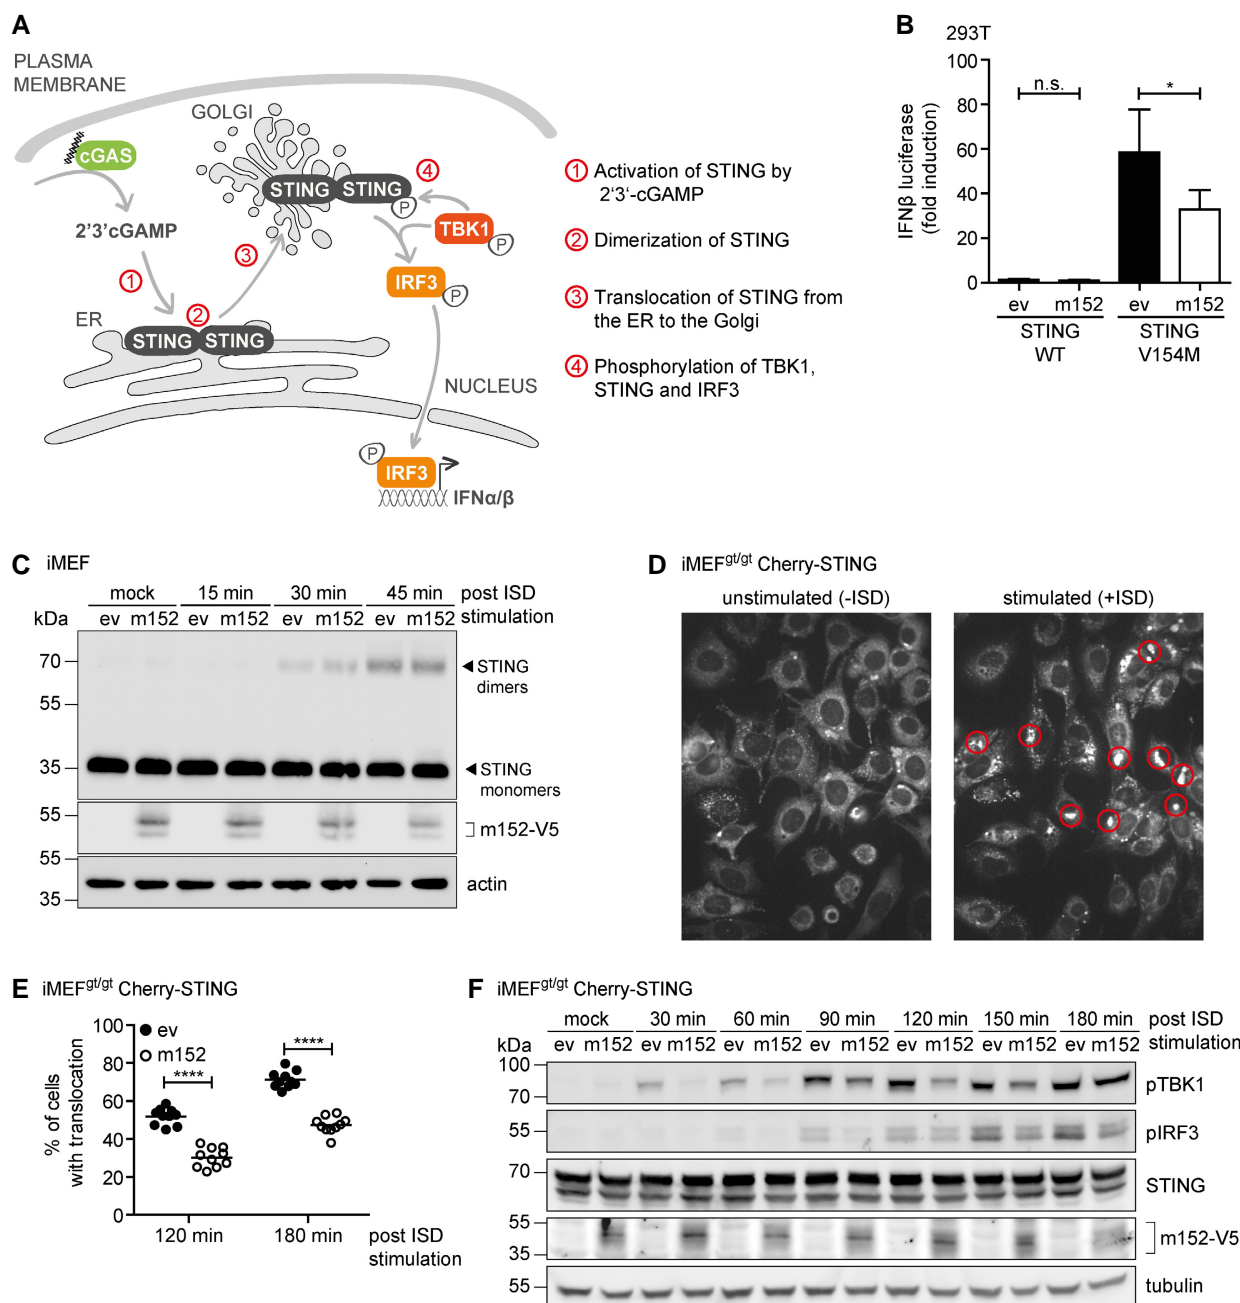 A
PLASMA
MEMBRANE
GOLGI
cGAS
STING STING
4
P
TBK1
P
2'3'cGAMP
3
1
IRF3
P
ER
2
STING STING
NUCLEUS
P
IRF3
IFNα/β
1 Activation of STING by
2'3'-cGAMP
2 Dimerization of STING
3 Translocation of STING from
the ER to the Golgi
4 Phosphorylation of TBK1,
STING and IRF3
B
293T
IFNβ luciferase
(fold induction)
100
80
60
40
20
0
n.s.
*
ev m152 ev m152
STING STING
WT V154M
C iMEF
mock 15 min 30 min 45 min post ISD
kDa ev m152 ev m152 ev m152 ev m152 stimulation
70
STING
dimers
55
35
STING
monomers
55
m152-V5
55
35
actin
D iMEFgt/gt Cherry-STING
unstimulated (-ISD) stimulated (+ISD)
E iMEFgt/gt Cherry-STING
% of cells
with translocation
100
80
60
40
20
0
ev
m152
****
****
120 min 180 min post ISD
stimulation
F iMEFgt/gt Cherry-STING
mock 30 min 60 min 90 min 120 min 150 min 180 min post ISD
kDa ev m152 ev m152 ev m152 ev m152 ev m152 ev m152 ev m152 stimulation
100
70
pTBK1
55
pIRF3
70
STING
55
35
m152-V5
55
tubulin